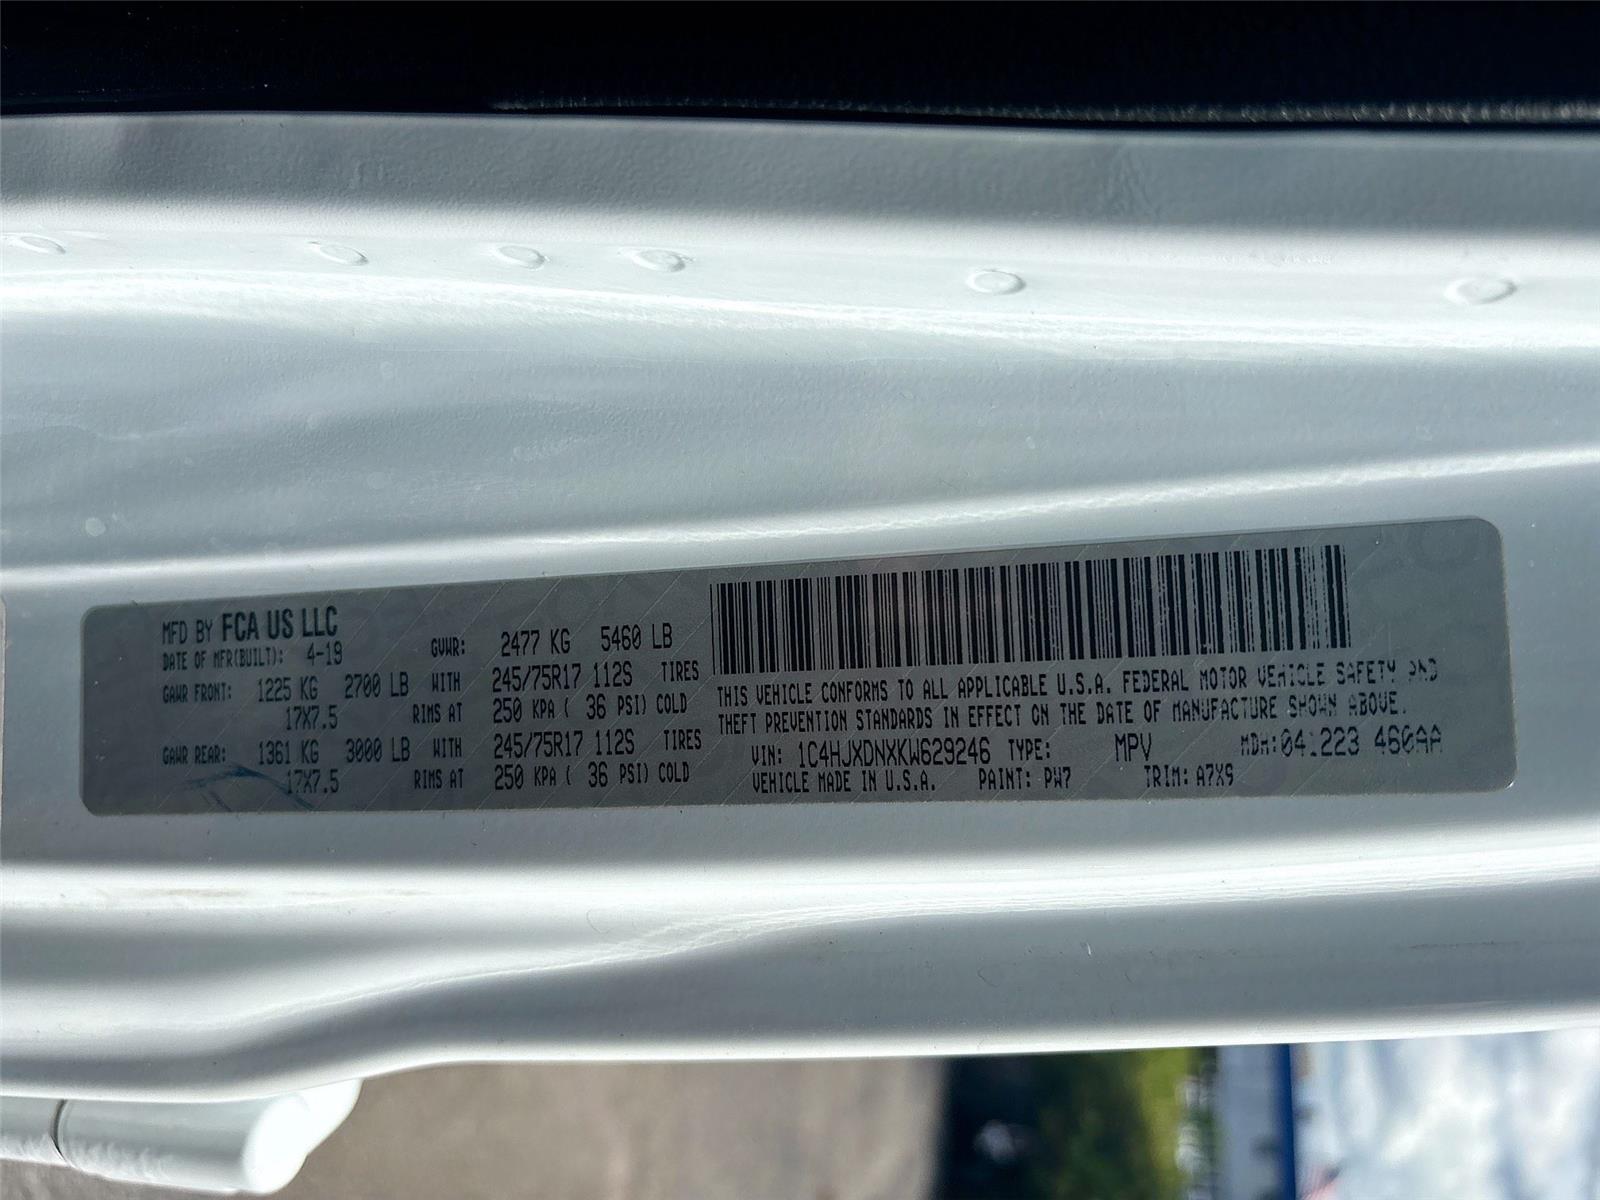 MFD BY FCA US LLC
DATE OF MFR(BUILT): 4-19 GVWR: 2477 KG 5460 LB
GAWR FRONT: 1225 KG 2700 LB WITH 245/75R17 112S TIRES
17X7.5 RIMS AT 250 KPA ( 36 PSI) COLD
GAWR REAR: 1361 KG 3000 LB WITH 245/75R17 112S TIRES
17X7.5 RIMS AT 250 KPA ( 36 PSI) COLD
THIS VEHICLE CONFORMS TO ALL APPLICABLE U.S.A. FEDERAL MOTOR VEHICLE SAFETY AND
THEFT PREVENTION STANDARDS IN EFFECT ON THE DATE OF MANUFACTURE SHOWN ABOVE.
VIN: 1C4HJXDNXKW629246 TYPE: MPV MDH: 041223 460AA
VEHICLE MADE IN U.S.A. PAINT: PW7 TRIM: A7X9